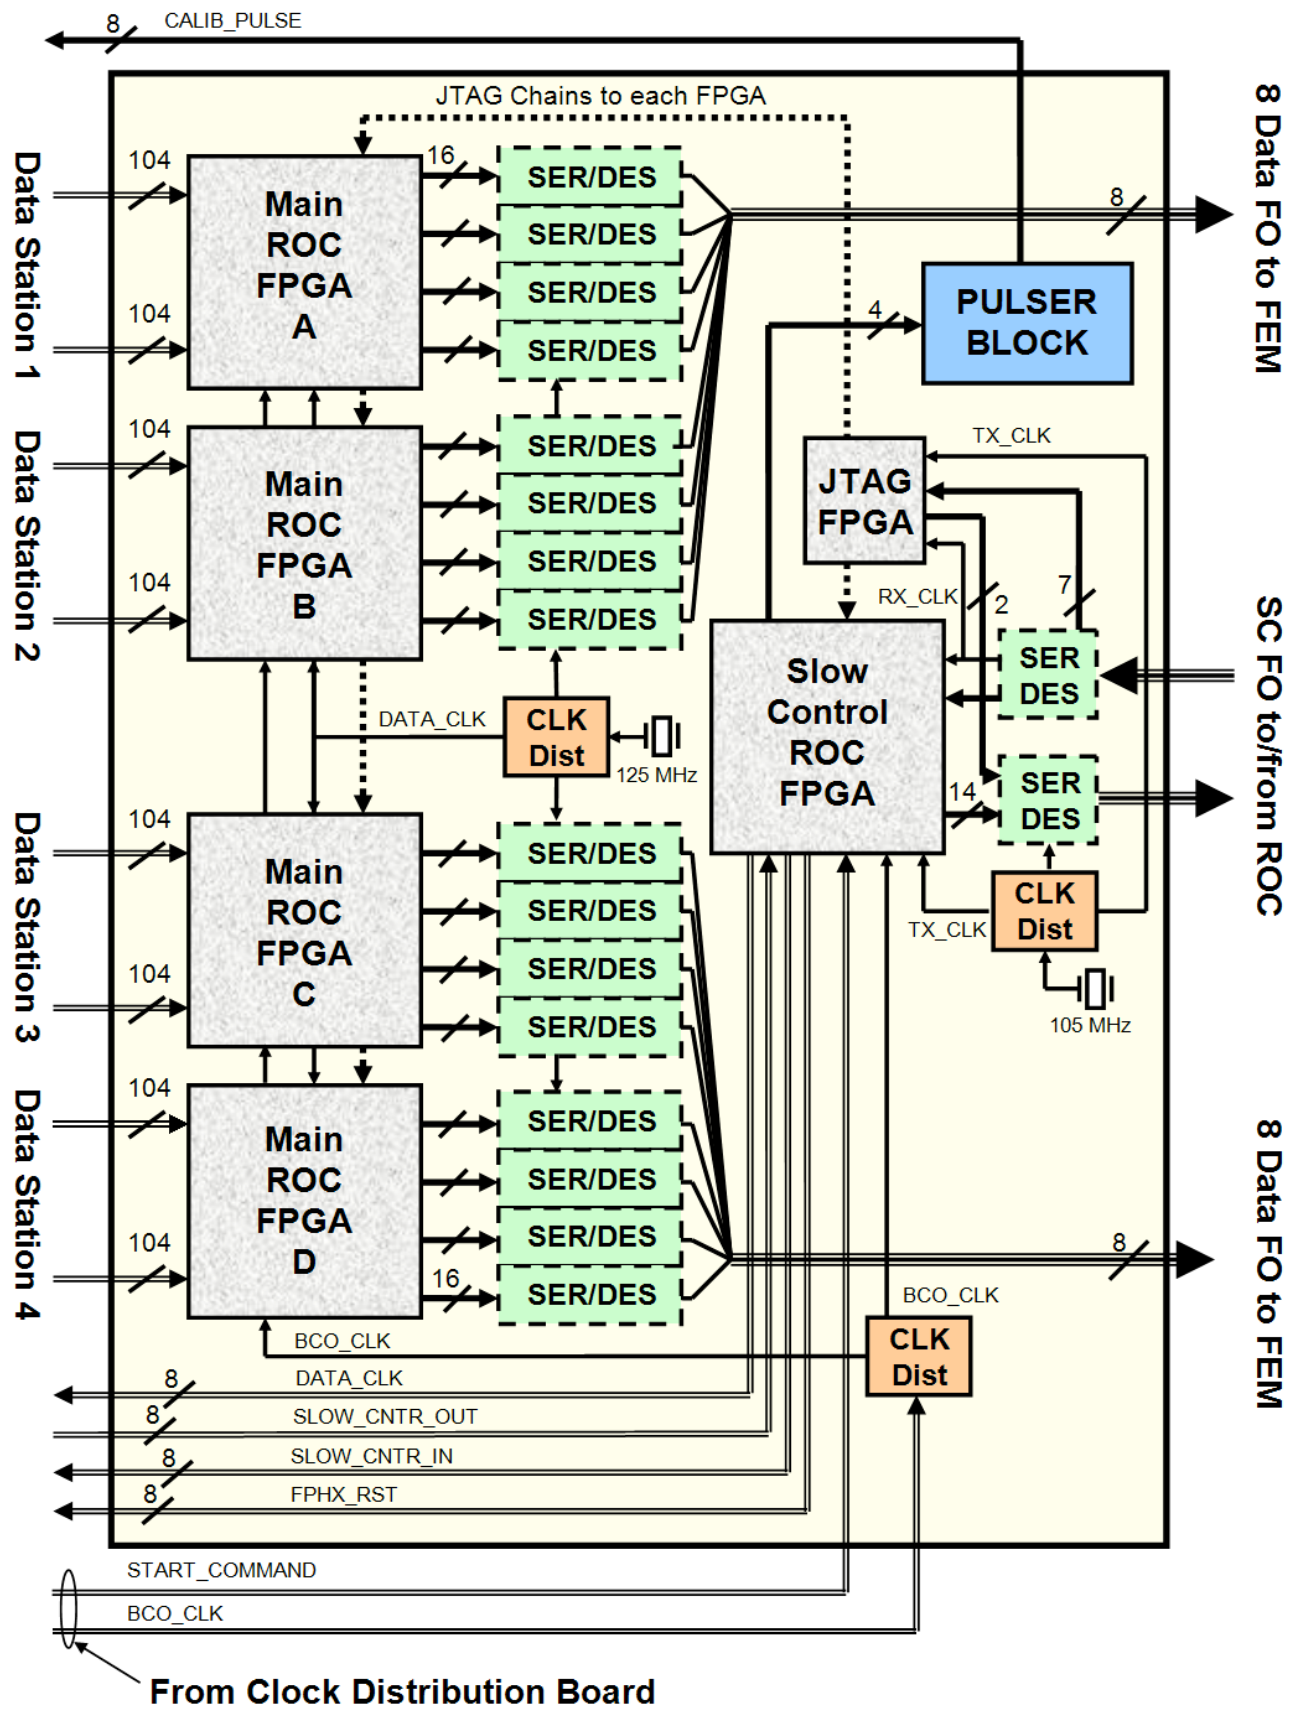 8 CALIB_PULSE
JTAG Chains to each FPGA
8 Data FO to FEM
Data Station 1
104
104
Main
ROC
FPGA
A
16
SER/DES
SER/DES
SER/DES
SER/DES
8
PULSER
BLOCK
4
Data Station 2
104
104
Main
ROC
FPGA
B
SER/DES
SER/DES
SER/DES
SER/DES
TX_CLK
JTAG
FPGA
RX_CLK
2
7
SC FO to/from ROC
SER
DES
Slow
Control
ROC
FPGA
DATA_CLK
CLK
Dist
125 MHz
14
SER
DES
Data Station 3
104
104
Main
ROC
FPGA
C
SER/DES
SER/DES
SER/DES
SER/DES
TX_CLK
CLK
Dist
105 MHz
Data Station 4
104
104
Main
ROC
FPGA
D
SER/DES
SER/DES
SER/DES
16
SER/DES
8
8 Data FO to FEM
BCO_CLK
CLK
Dist
BCO_CLK
8 DATA_CLK
8 SLOW_CNTR_OUT
8 SLOW_CNTR_IN
8 FPHX_RST
START_COMMAND
BCO_CLK
From Clock Distribution Board